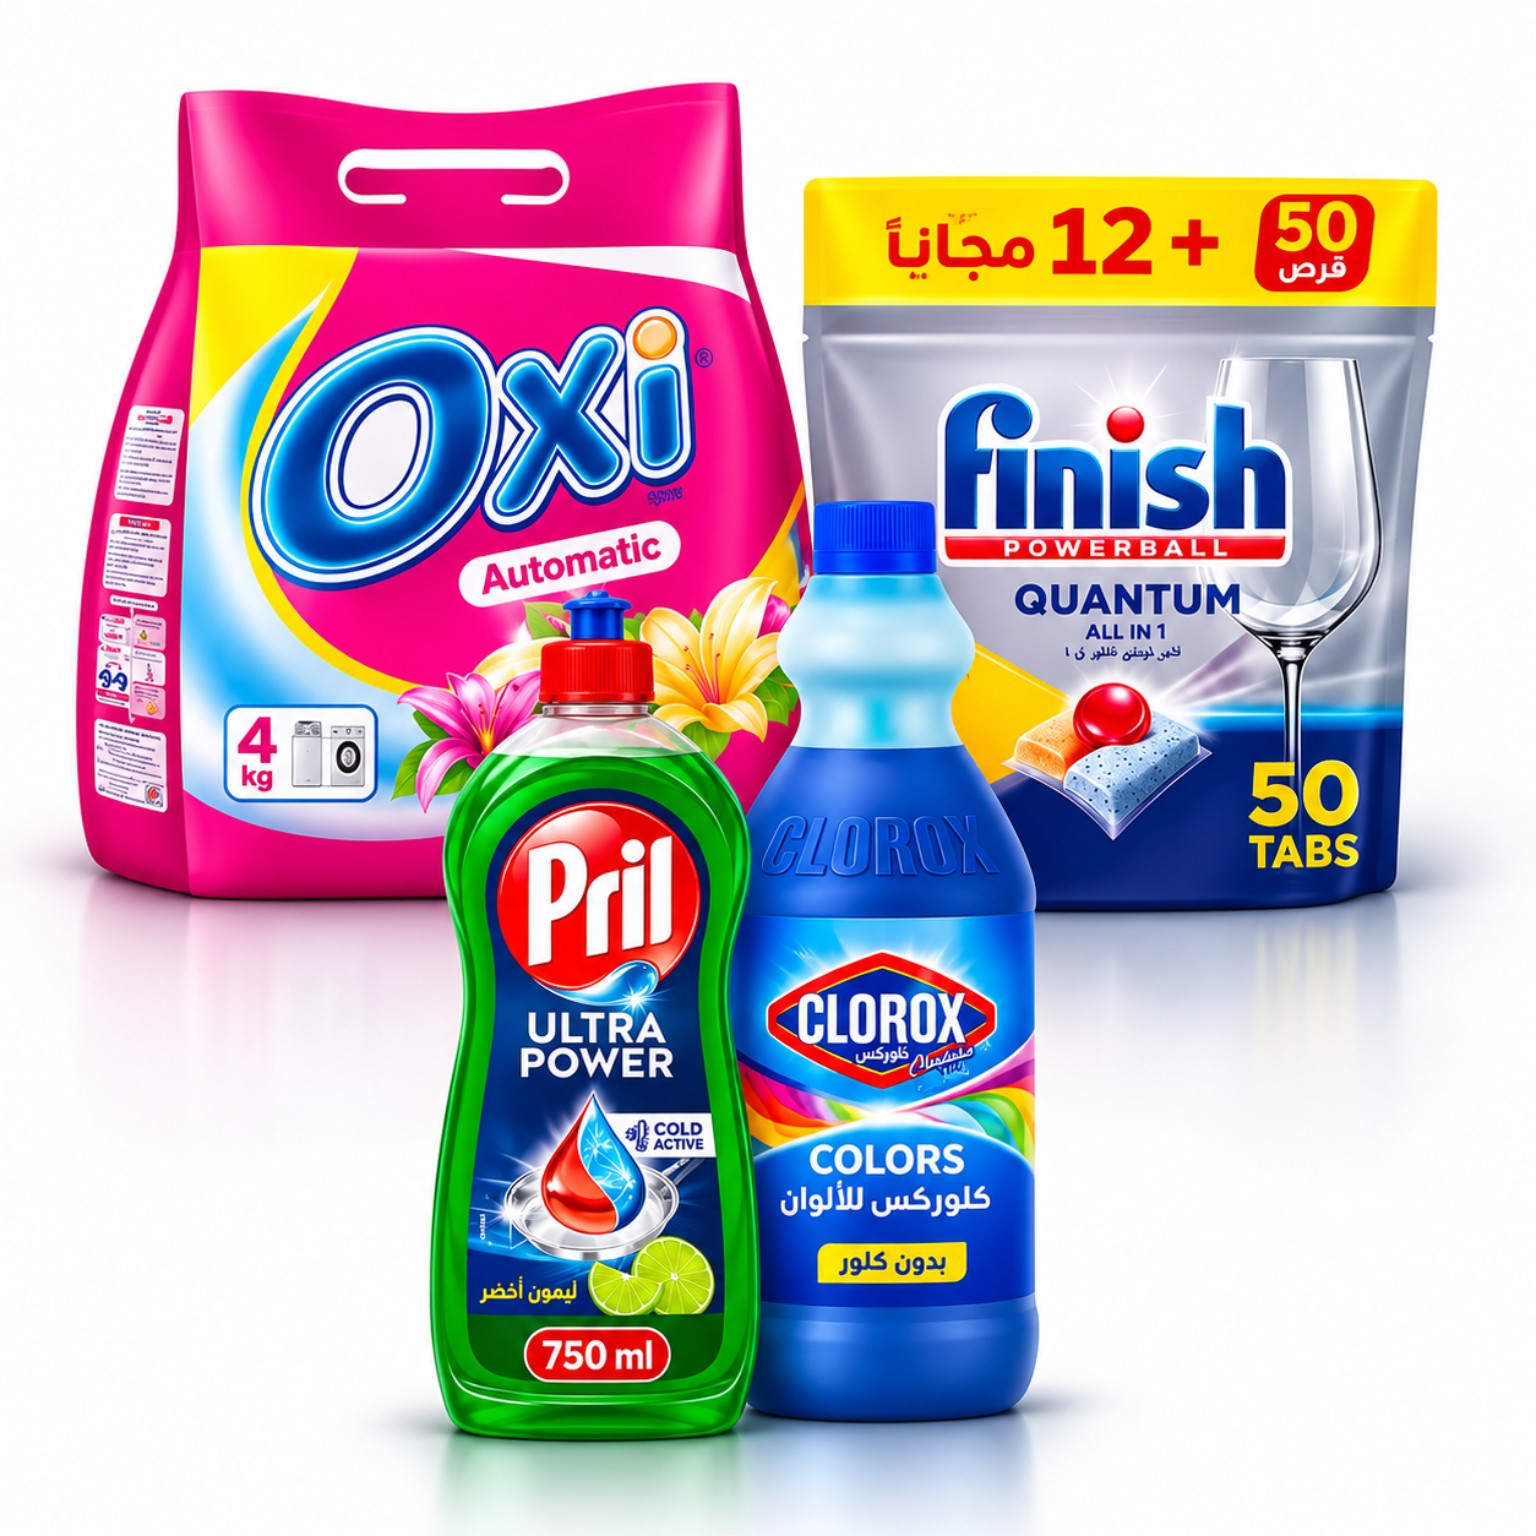 Oxi
®
Automatic
4
kg
50
قرص
+ 12 مجاناً
finish
POWERBALL
QUANTUM
ALL IN 1
50
TABS
Pril
ULTRA
POWER
COLD
ACTIVE
ليمون أخضر
750 ml
CLOROX
CLOROX
كلوركس
COLORS
كلوركس للألوان
بدون كلور